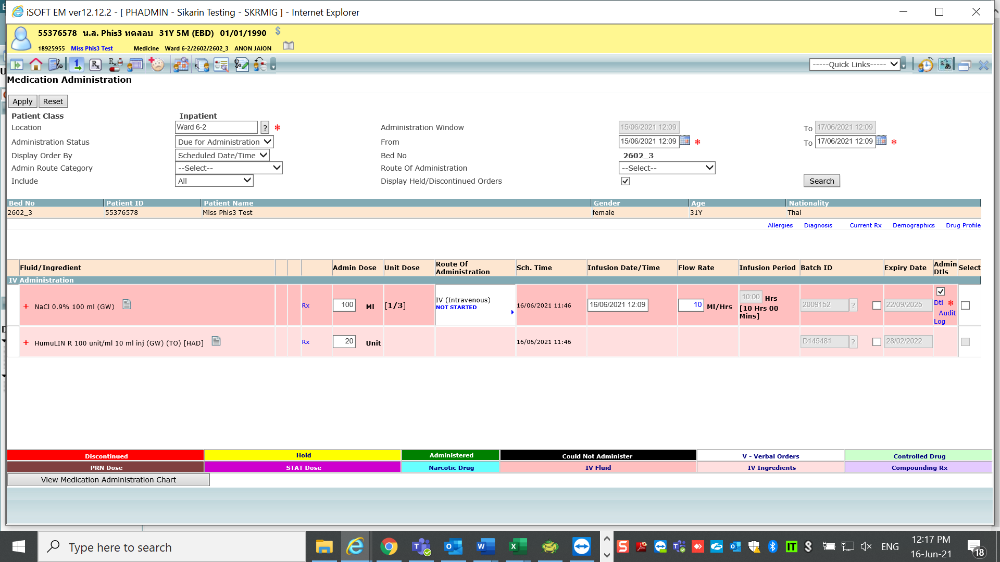 iSOFT EM ver12.12.2 - [ PHADMIN - Sikarin Testing - SKRMIG ] - Internet Explorer
55376578 น.ส. Phis3 ทดสอบ 31Y 5M (EBD) 01/01/1990 $
18925955 Miss Phis3 Test Medicine Ward 6-2/2602/2602_3 ANON JAION
-----Quick Links-----
Medication Administration
Apply Reset
Patient Class Inpatient
Location Ward 6-2 ? * Administration Window 15/06/2021 12:09 To 17/06/2021 12:09
Administration Status Due for Administration From 15/06/2021 12:09 * To 17/06/2021 12:09 *
Display Order By Scheduled Date/Time Bed No 2602_3
Admin Route Category --Select-- Route Of Administration --Select--
Include All Display Held/Discontinued Orders Search
Bed No Patient ID Patient Name Gender Age Nationality
2602_3 55376578 Miss Phis3 Test female 31Y Thai
Allergies Diagnosis Current Rx Demographics Drug Profile
Fluid/Ingredient Admin Dose Unit Dose Route Of Administration Sch. Time Infusion Date/Time Flow Rate Infusion Period Batch ID Expiry Date Admin Dtls Select
IV Administration
+ NaCl 0.9% 100 ml (GW) Rx 100 Ml [1/3] IV (Intravenous) NOT STARTED 16/06/2021 11:46 16/06/2021 12:09 10 Ml/Hrs 10:00 Hrs [10 Hrs 00 Mins] 2009152 ? 22/09/2025 Dtl * Audit Log
+ HumuLIN R 100 unit/ml 10 ml inj (GW) (TO) [HAD] Rx 20 Unit 16/06/2021 11:46 D145481 ? 28/02/2022
Discontinued Hold Administered Could Not Administer V - Verbal Orders Controlled Drug
PRN Dose STAT Dose Narcotic Drug IV Fluid IV Ingredients Compounding Rx
View Medication Administration Chart
Type here to search
ENG
12:17 PM
16-Jun-21
18